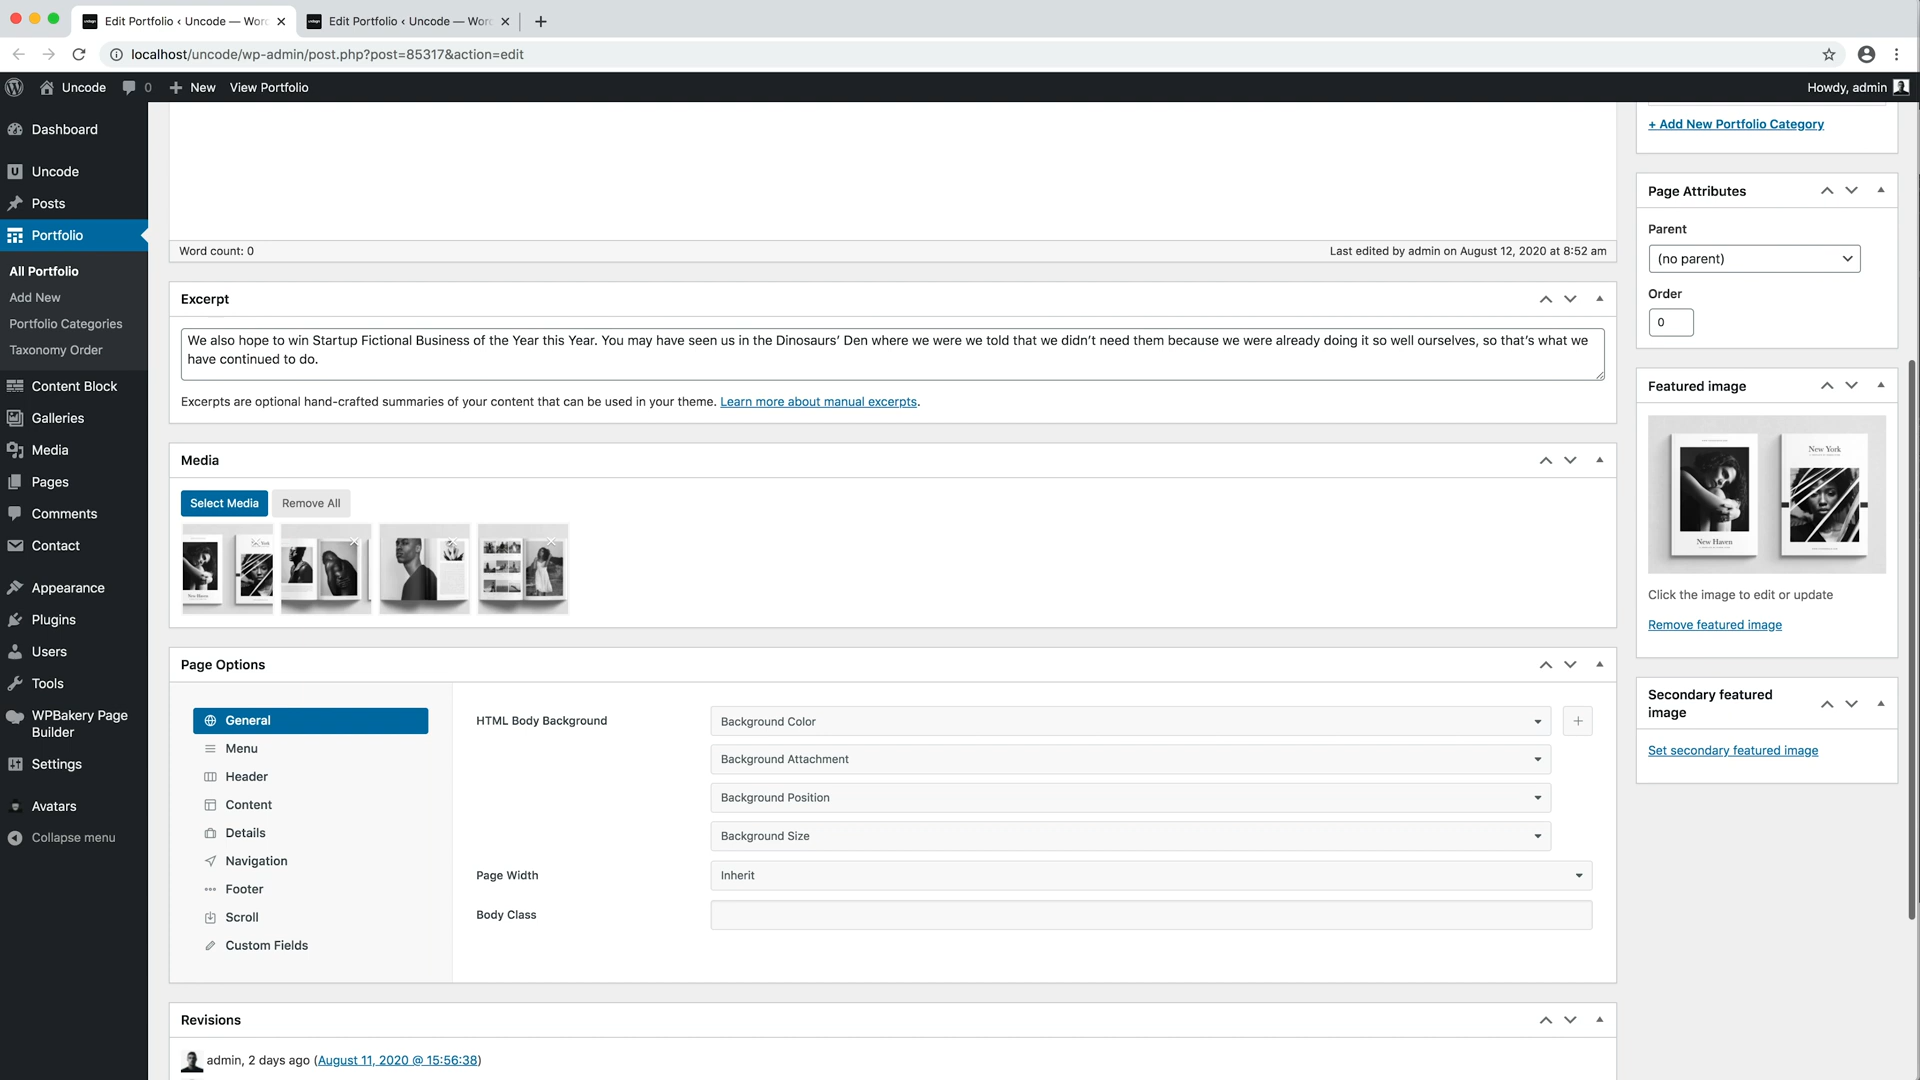 Edit Portfolio ‹ Uncode — Wor
Edit Portfolio ‹ Uncode — Wor
localhost/uncode/wp-admin/post.php?post=85317&action=edit
Uncode
0
New
View Portfolio
Howdy, admin
Dashboard
Uncode
Posts
Portfolio
All Portfolio
Add New
Portfolio Categories
Taxonomy Order
Content Block
Galleries
Media
Pages
Comments
Contact
Appearance
Plugins
Users
Tools
WPBakery Page
Builder
Settings
Avatars
Collapse menu
Word count: 0
Last edited by admin on August 12, 2020 at 8:52 am
Excerpt
We also hope to win Startup Fictional Business of the Year this Year. You may have seen us in the Dinosaurs’ Den where we were we told that we didn’t need them because we were already doing it so well ourselves, so that’s what we
have continued to do.
Excerpts are optional hand-crafted summaries of your content that can be used in your theme. Learn more about manual excerpts.
Media
Select Media
Remove All
Page Options
General
Menu
Header
Content
Details
Navigation
Footer
Scroll
Custom Fields
HTML Body Background
Background Color
Background Attachment
Background Position
Background Size
Page Width
Inherit
Body Class
Revisions
admin, 2 days ago (August 11, 2020 @ 15:56:38)
+ Add New Portfolio Category
Page Attributes
Parent
(no parent)
Order
0
Featured image
New York
New Haven
Click the image to edit or update
Remove featured image
Secondary featured
image
Set secondary featured image